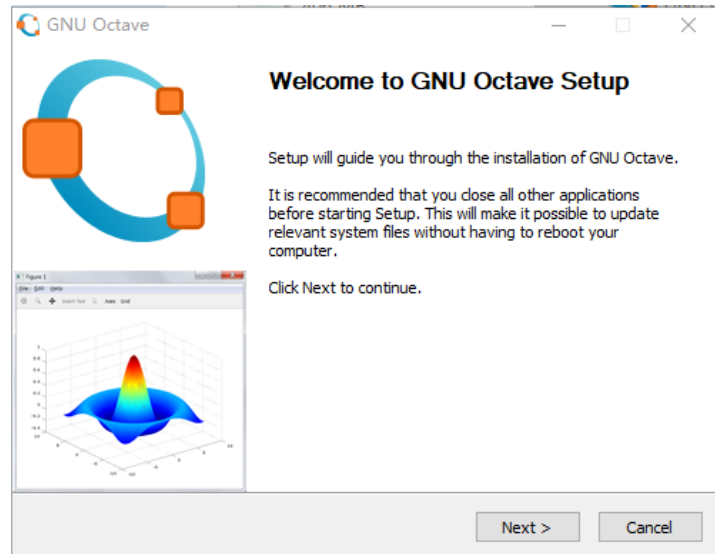 GNU Octave
Welcome to GNU Octave Setup
Setup will guide you through the installation of GNU Octave.
It is recommended that you close all other applications
before starting Setup. This will make it possible to update
relevant system files without having to reboot your
computer.
Click Next to continue.
Figure 1
File Edit Help
Insert Text Axes Grid
Next >
Cancel